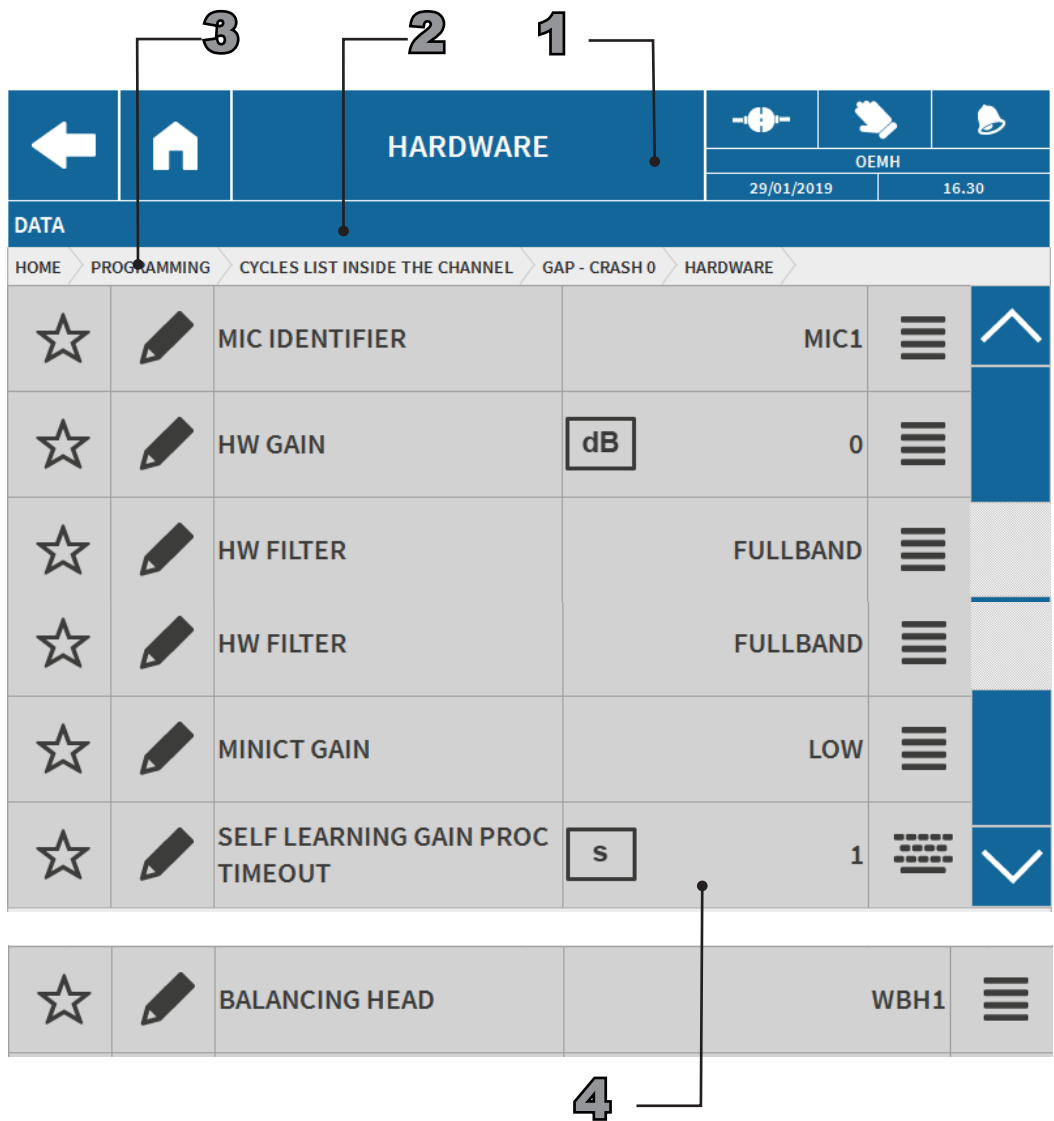 3 2 1
HARDWARE
OEMH
29/01/2019 16.30
DATA
HOME PROGRAMMING CYCLES LIST INSIDE THE CHANNEL GAP - CRASH 0 HARDWARE
MIC IDENTIFIER MIC1
HW GAIN dB 0
HW FILTER FULLBAND
HW FILTER FULLBAND
MINICT GAIN LOW
SELF LEARNING GAIN PROC
TIMEOUT s 1
BALANCING HEAD WBH1
4